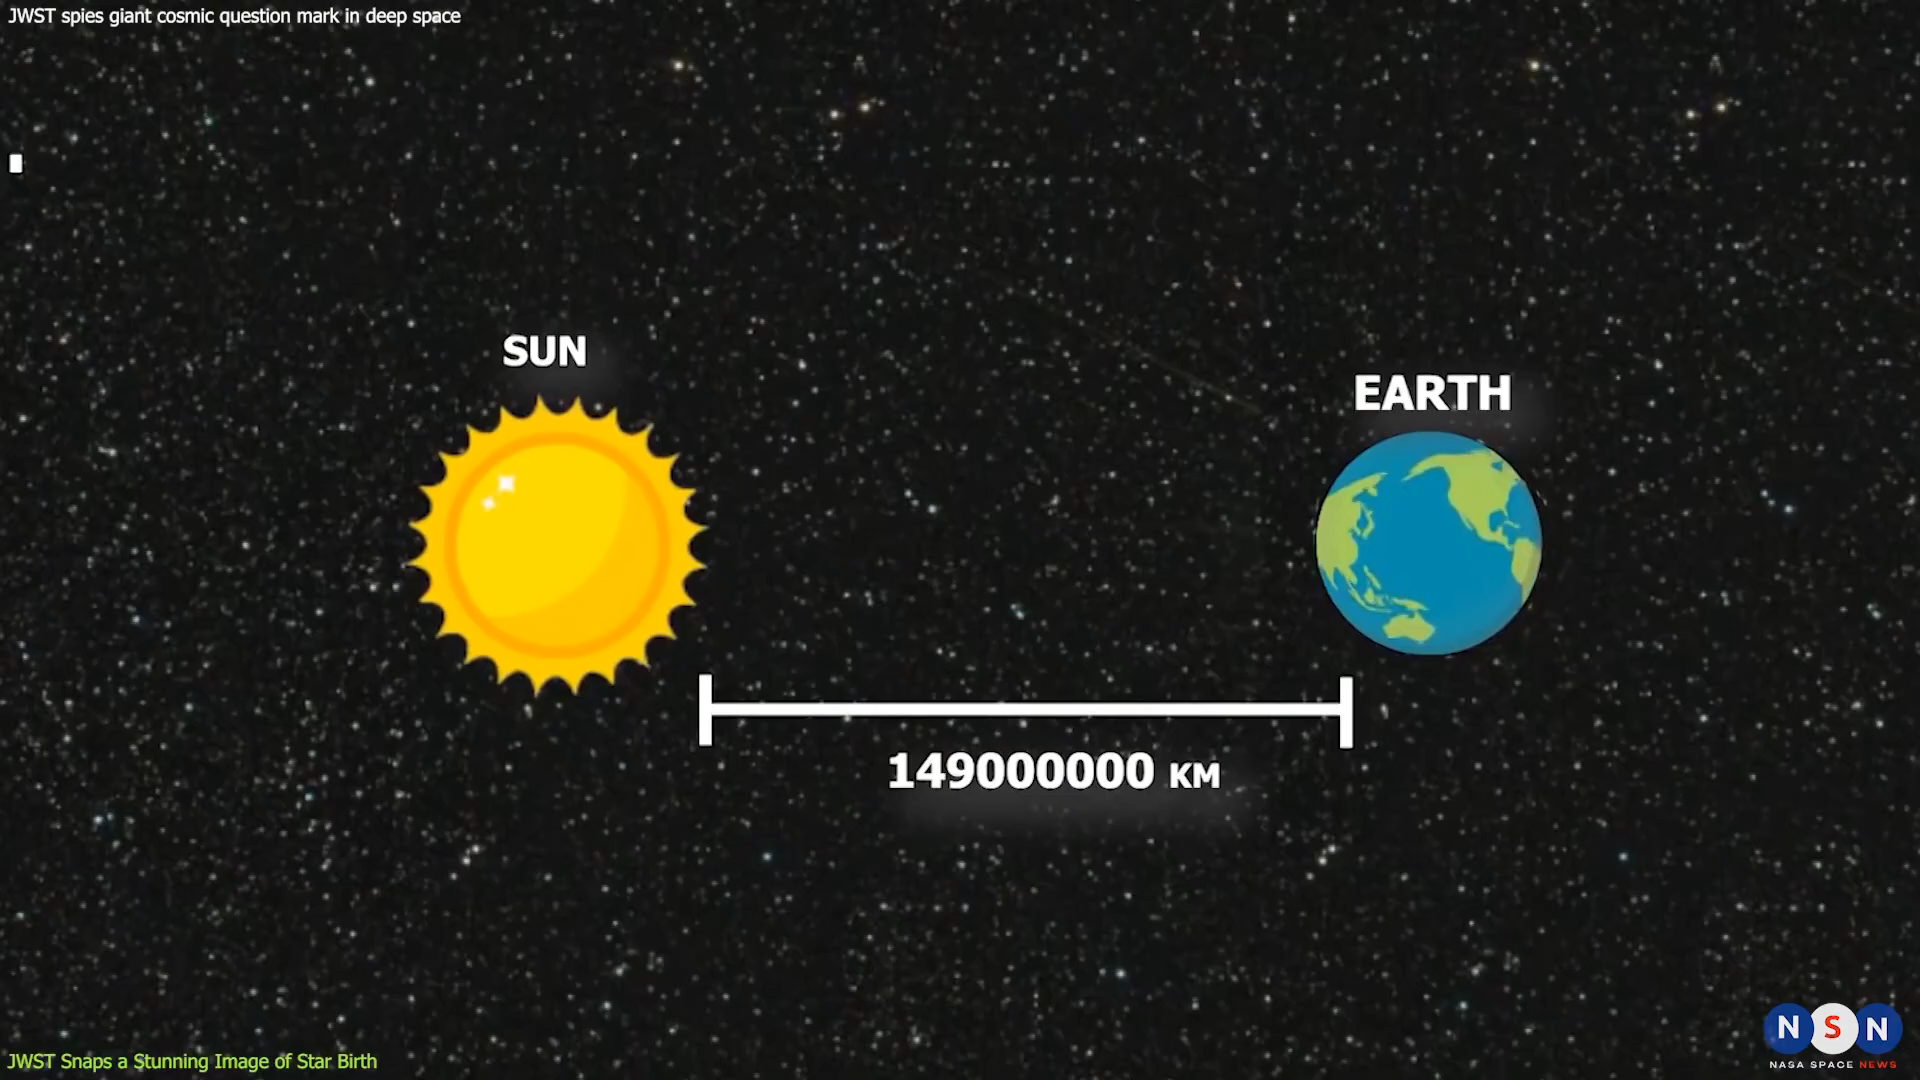 JWST spies giant cosmic question mark in deep space
SUN
EARTH
149000000 KM
JWST Snaps a Stunning Image of Star Birth
NSN
NASA SPACE NEWS